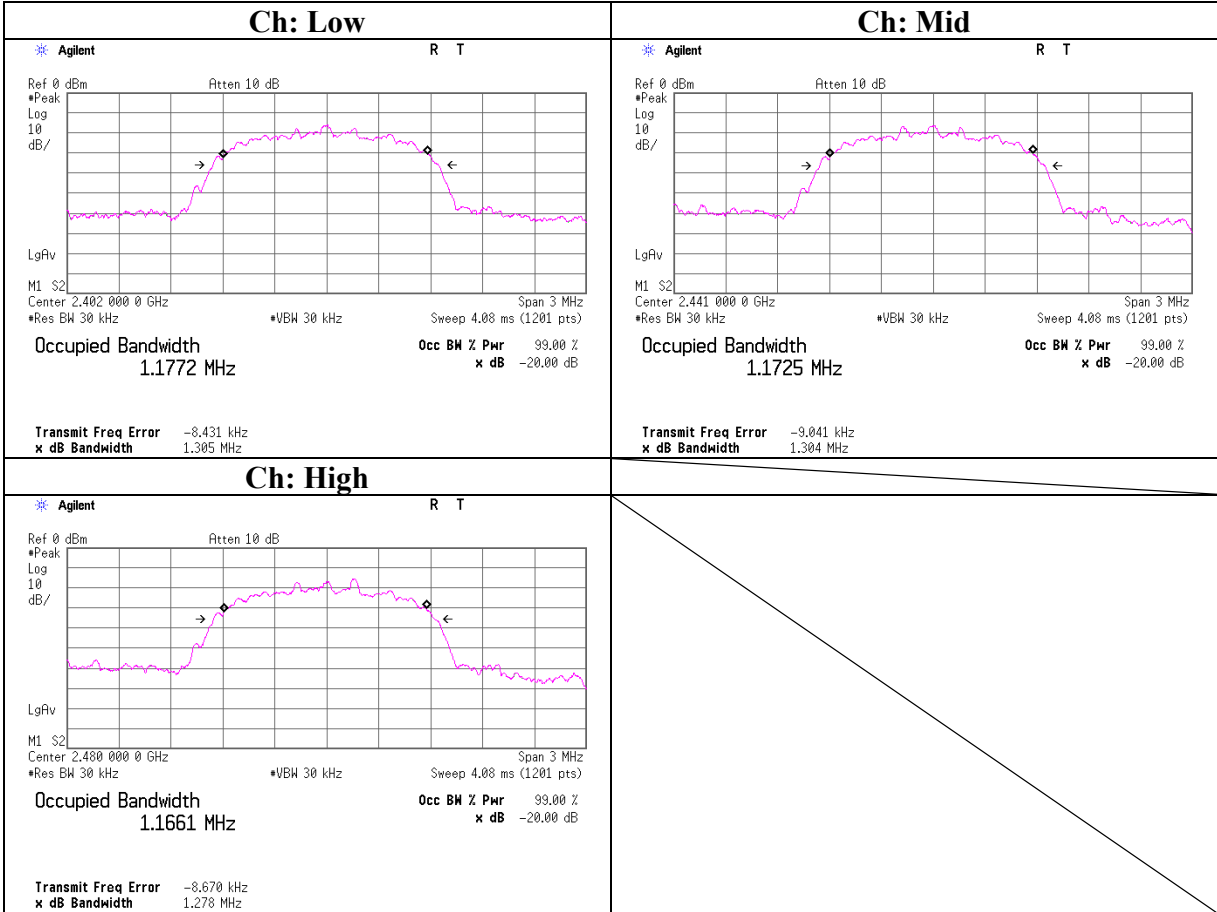 Ch: Low
Ch: Mid
Agilent R T
Ref 0 dBm Atten 10 dB
#Peak
Log
10
dB/
LgAv
M1 S2
Center 2.402 000 0 GHz Span 3 MHz
#Res BW 30 kHz #VBW 30 kHz Sweep 4.08 ms (1201 pts)
Occupied Bandwidth Occ BW % Pwr 99.00 %
1.1772 MHz x dB -20.00 dB
Transmit Freq Error -8.431 kHz
x dB Bandwidth 1.305 MHz
Agilent R T
Ref 0 dBm Atten 10 dB
#Peak
Log
10
dB/
LgAv
M1 S2
Center 2.441 000 0 GHz Span 3 MHz
#Res BW 30 kHz #VBW 30 kHz Sweep 4.08 ms (1201 pts)
Occupied Bandwidth Occ BW % Pwr 99.00 %
1.1725 MHz x dB -20.00 dB
Transmit Freq Error -9.041 kHz
x dB Bandwidth 1.304 MHz
Ch: High
Agilent R T
Ref 0 dBm Atten 10 dB
#Peak
Log
10
dB/
LgAv
M1 S2
Center 2.480 000 0 GHz Span 3 MHz
#Res BW 30 kHz #VBW 30 kHz Sweep 4.08 ms (1201 pts)
Occupied Bandwidth Occ BW % Pwr 99.00 %
1.1661 MHz x dB -20.00 dB
Transmit Freq Error -8.670 kHz
x dB Bandwidth 1.278 MHz